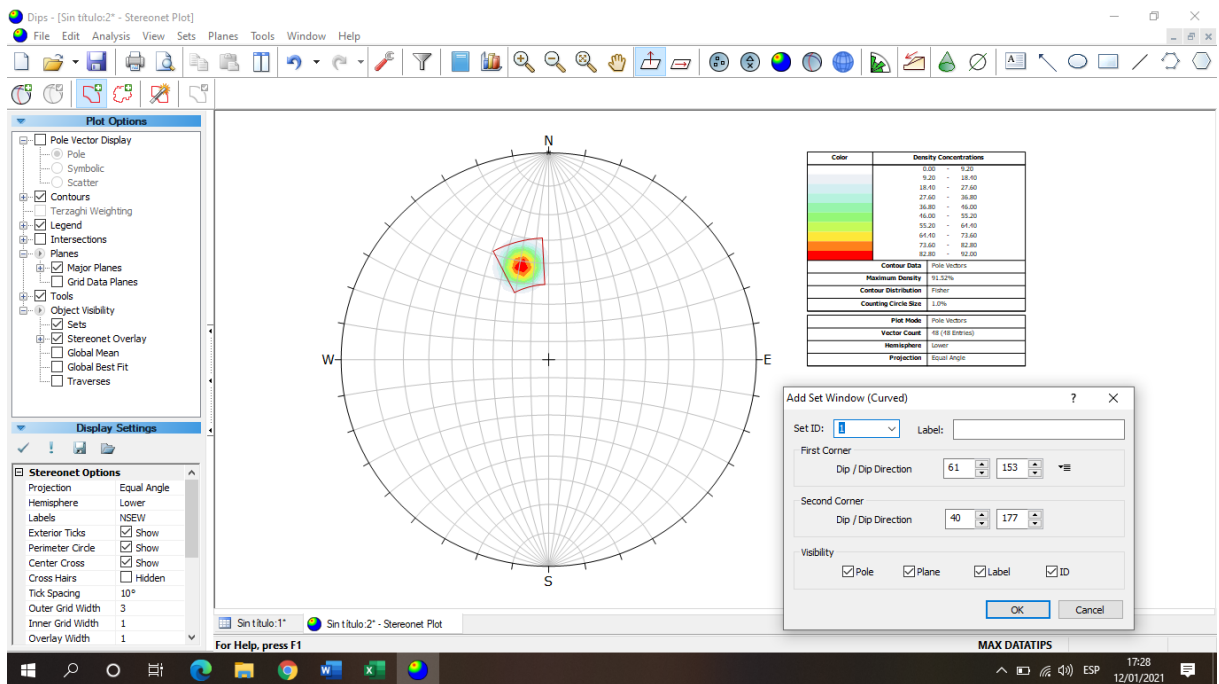 Dips - [Sin título:2* - Stereonet Plot]
File Edit Analysis View Sets Planes Tools Window Help
Plot Options
Pole Vector Display
Pole
Symbolic
Scatter
Contours
Terzaghi Weighting
Legend
Intersections
Planes
Major Planes
Grid Data Planes
Tools
Object Visibility
Sets
Stereonet Overlay
Global Mean
Global Best Fit
Traverses
Display Settings
Stereonet Options
Projection Equal Angle
Hemisphere Lower
Labels NSEW
Exterior Ticks Show
Perimeter Circle Show
Center Cross Show
Cross Hairs Hidden
Tick Spacing 10°
Outer Grid Width 3
Inner Grid Width 1
Overlay Width 1
N
W
E
S
Color Density Concentrations
0.00 - 9.20
9.20 - 18.40
18.40 - 27.60
27.60 - 36.80
36.80 - 46.00
46.00 - 55.20
55.20 - 64.40
64.40 - 73.60
73.60 - 82.80
82.80 - 92.00
Contour Data Pole Vectors
Maximum Density 91.52%
Contour Distribution Fisher
Counting Circle Size 1.0%
Plot Mode Pole Vectors
Vector Count 48 (48 Entries)
Hemisphere Lower
Projection Equal Angle
Add Set Window (Curved) ?
Set ID: 1 Label:
First Corner
Dip / Dip Direction 61 153
Second Corner
Dip / Dip Direction 40 177
Visibility
Pole Plane Label ID
OK Cancel
Sin título:1* Sin título:2* - Stereonet Plot
For Help, press F1 MAX DATATIPS
ESP 17:28
12/01/2021